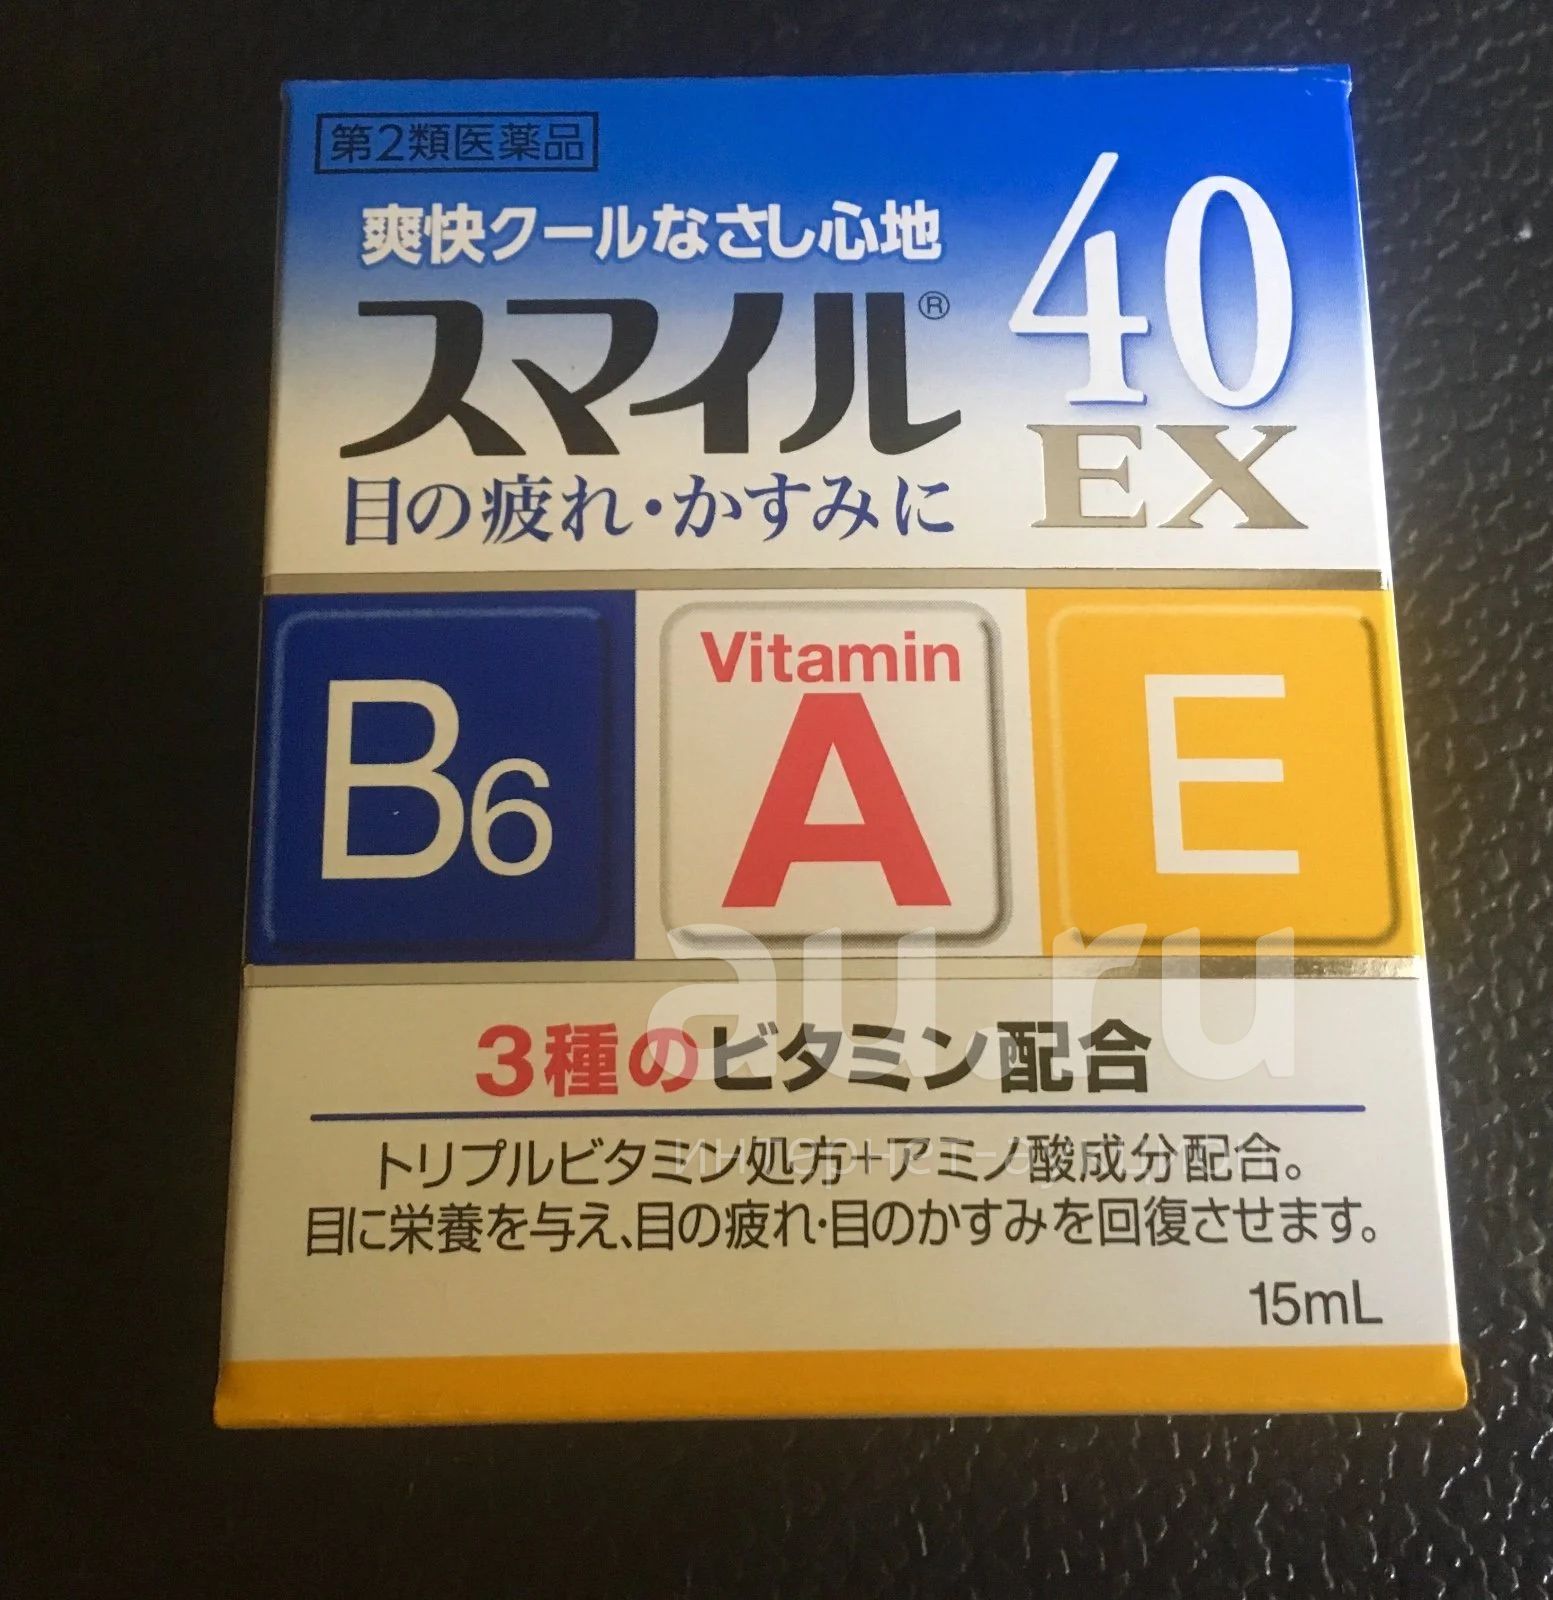 第2類医薬品
爽快クールなさし心地
スマイル®
40
EX
目の疲れ・かすみに
B6
Vitamin
A
E
au.ru
3種のビタミン配合
トリプルビタミン処方+アミノ酸成分配合。
目に栄養を与え、目の疲れ・目のかすみを回復させます。
15mL